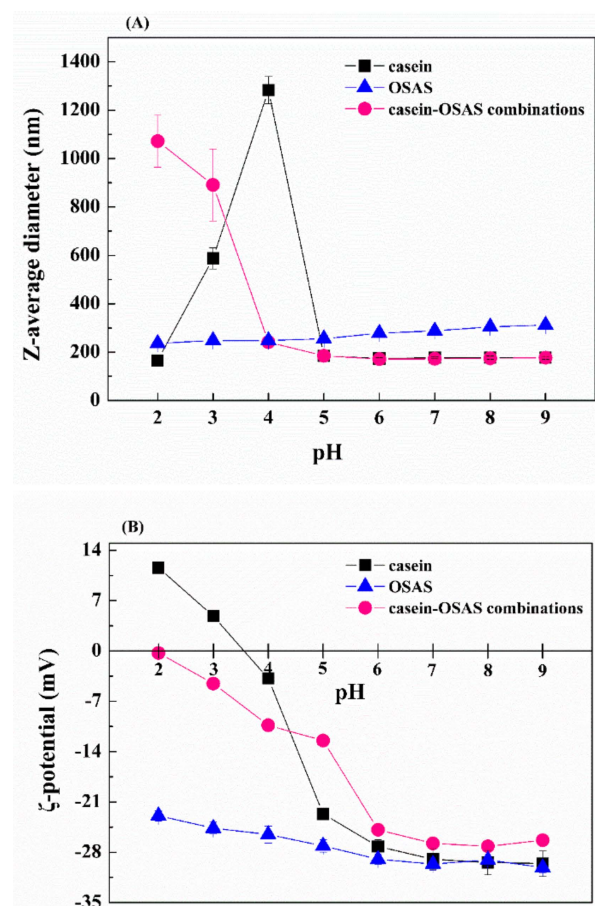 (A)
1400
1200
1000
800
600
400
200
0
casein
OSAS
casein-OSAS combinations
Z-average diameter (nm)
2 3 4 5 6 7 8 9
pH
(B)
14
7
0
-7
-14
-21
-28
-35
casein
OSAS
casein-OSAS combinations
ζ-potential (mV)
2 3 4 5 6 7 8 9
pH